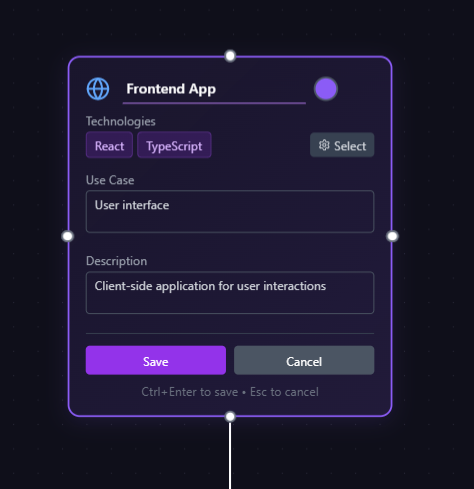 Frontend App
Technologies
React TypeScript Select
Use Case
User interface
Description
Client-side application for user interactions
Save Cancel
Ctrl+Enter to save • Esc to cancel